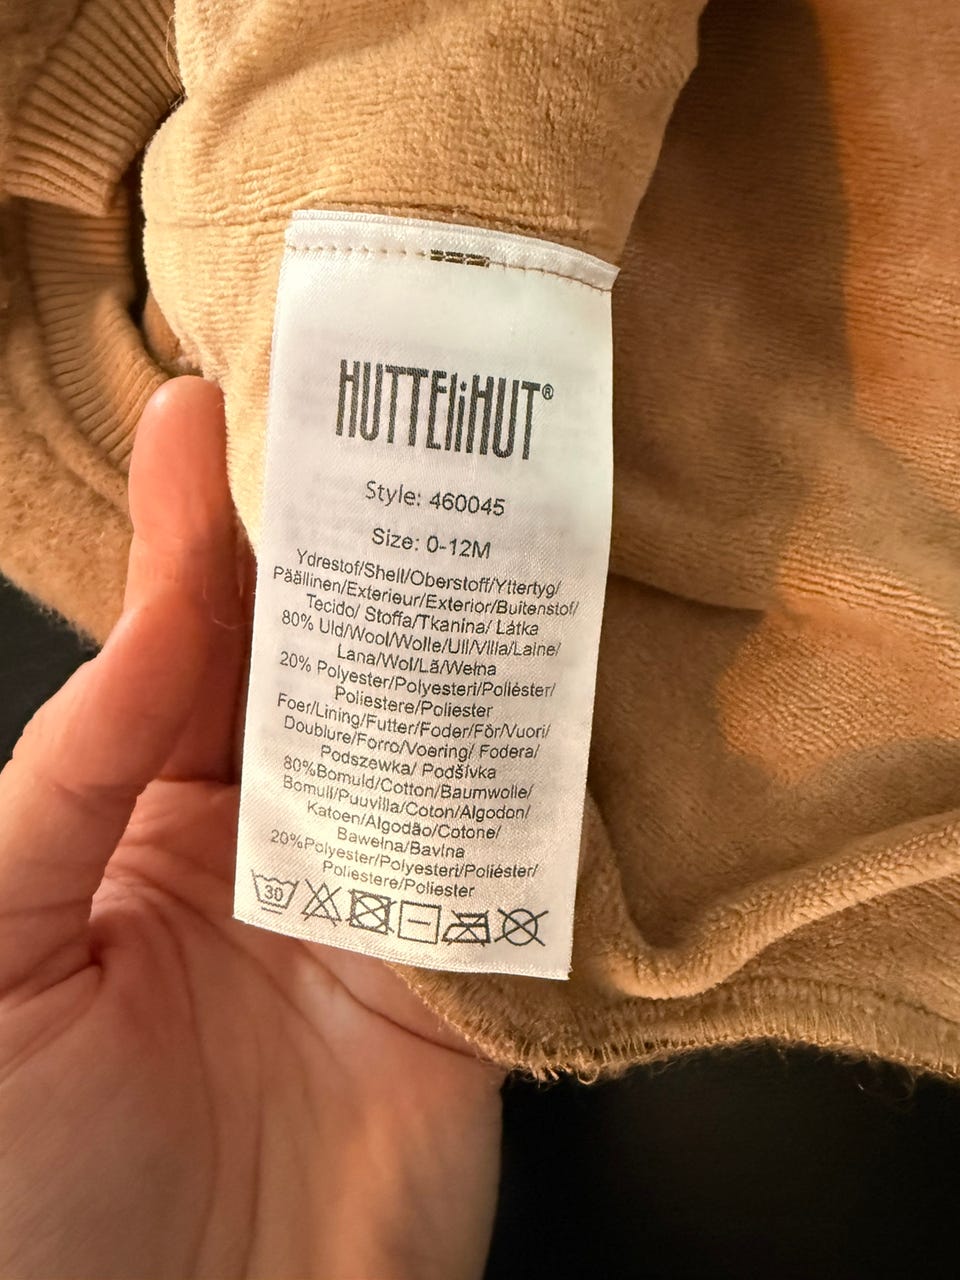 HUTTEliHUT®
Style: 460045
Size: 0-12M
Ydrestof/Shell/Oberstoff/Yttertyg/
Päällinen/Exterieur/Exterior/Buitenstof/
Tecido/ Stoffa/Tkanina/ Látka
80% Uld/Wool/Wolle/Ull/Villa/Laine/
Lana/Wol/Lã/Wełna
20% Polyester/Polyesteri/Poliéster/
Poliestere/Poliester
Foer/Lining/Futter/Foder/Fôr/Vuori/
Doublure/Forro/Voering/ Fodera/
Podszewka/ Podšívka
80%Bomuld/Cotton/Baumwolle/
Bomull/Puuvilla/Coton/Algodon/
Katoen/Algodão/Cotone/
Bawełna/Bavlna
20%Polyester/Polyesteri/Poliéster/
Poliestere/Poliester
30